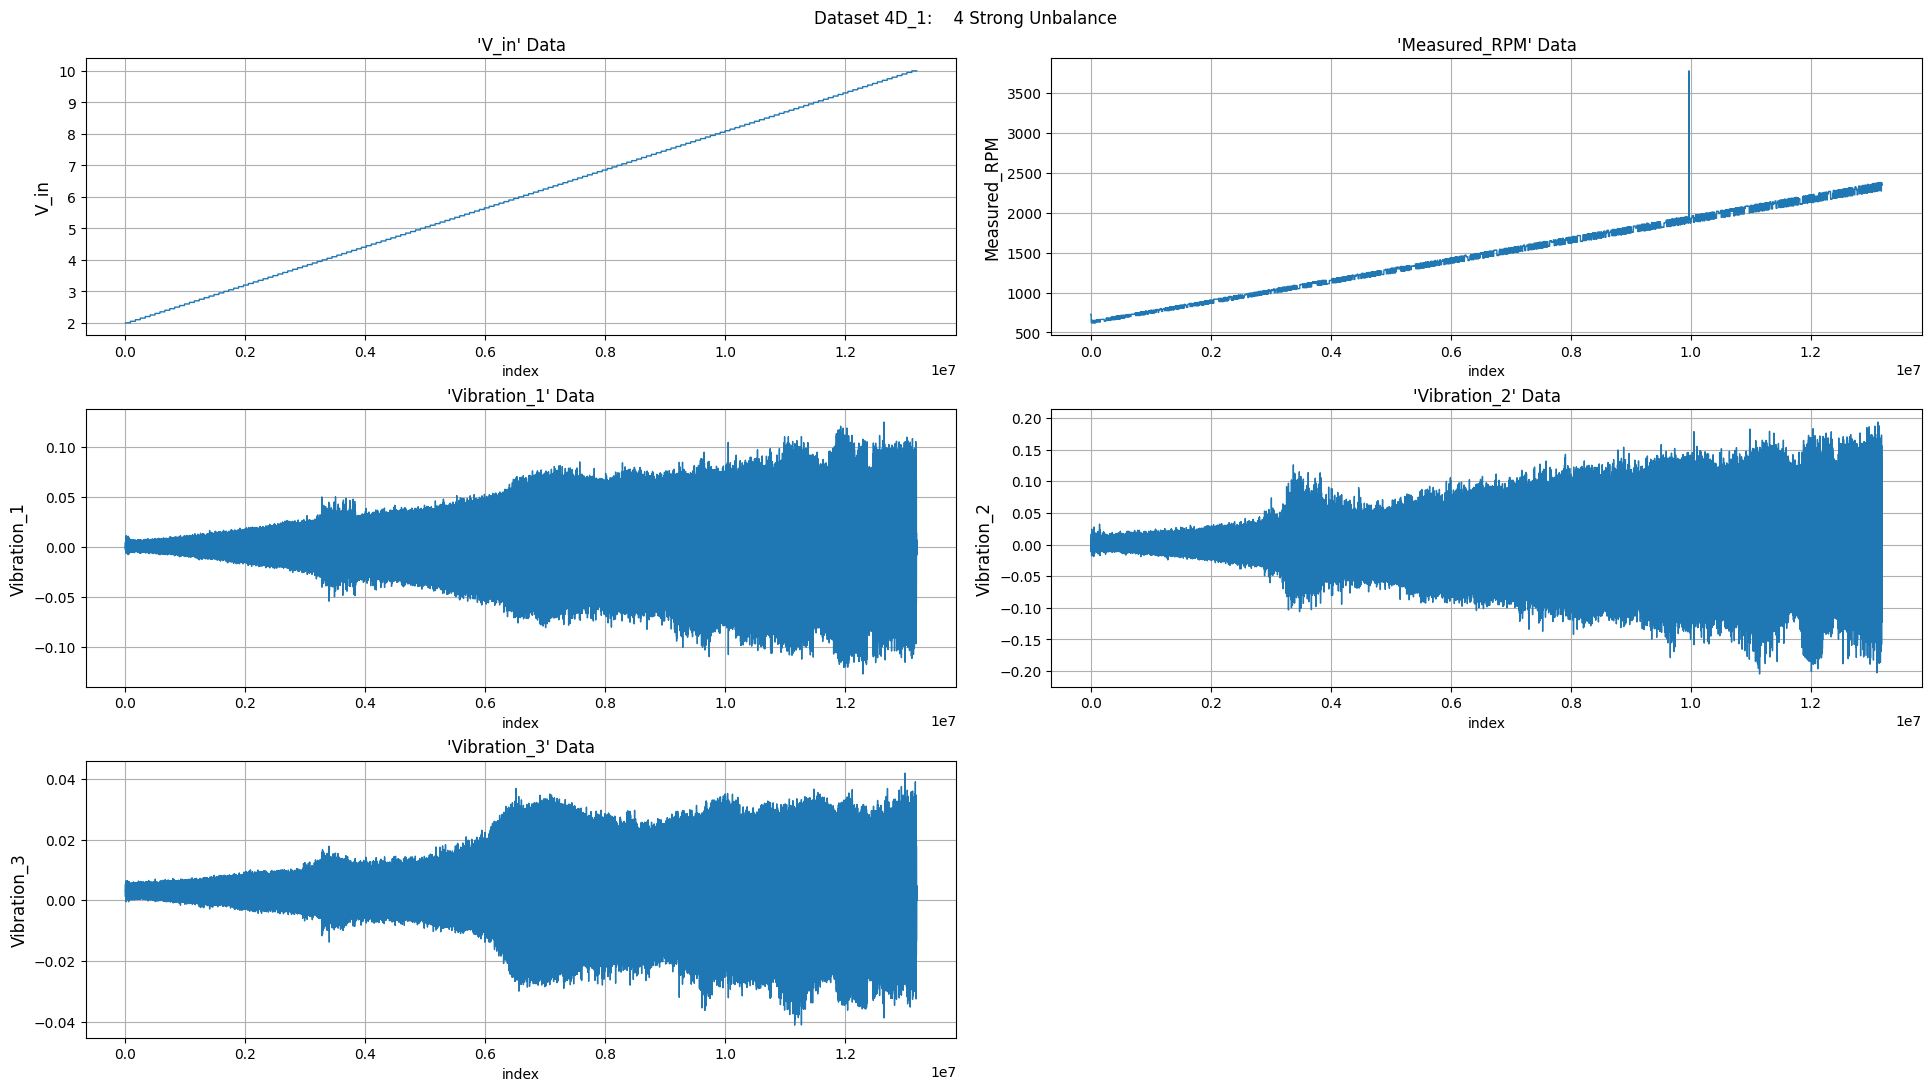 Dataset 4D_1:    4 Strong Unbalance
'V_in' Data
V_in
10
9
8
7
6
5
4
3
2
0.0 0.2 0.4 0.6 0.8 1.0 1.2
1e7
index
'Measured_RPM' Data
Measured_RPM
3500
3000
2500
2000
1500
1000
500
0.0 0.2 0.4 0.6 0.8 1.0 1.2
1e7
index
'Vibration_1' Data
Vibration_1
0.10
0.05
0.00
−0.05
−0.10
0.0 0.2 0.4 0.6 0.8 1.0 1.2
1e7
index
'Vibration_2' Data
Vibration_2
0.20
0.15
0.10
0.05
0.00
−0.05
−0.10
−0.15
−0.20
0.0 0.2 0.4 0.6 0.8 1.0 1.2
1e7
index
'Vibration_3' Data
Vibration_3
0.04
0.02
0.00
−0.02
−0.04
0.0 0.2 0.4 0.6 0.8 1.0 1.2
1e7
index